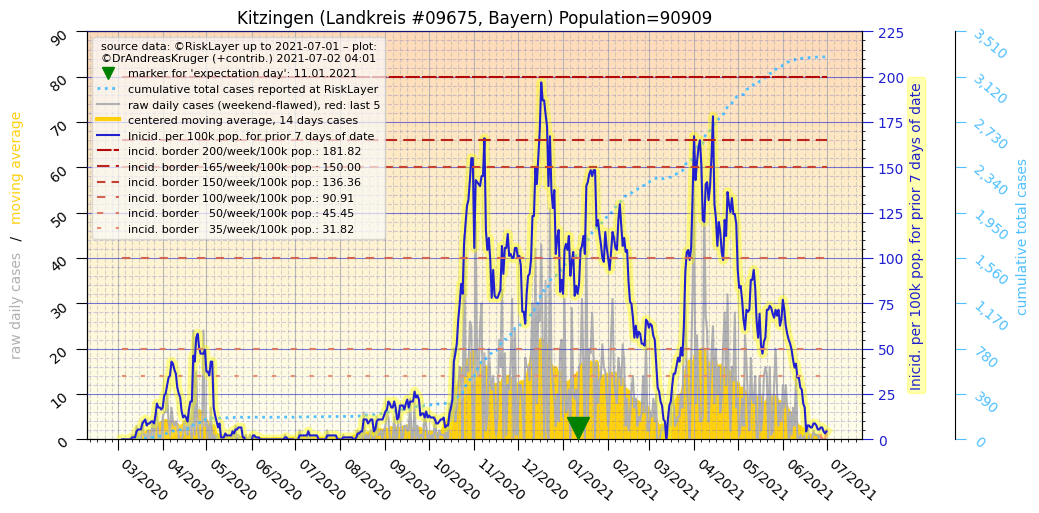 Kitzingen (Landkreis #09675, Bayern) Population=90909
source data: ©RiskLayer up to 2021-07-01 – plot:
©DrAndreasKruger (+contrib.) 2021-07-02 04:01
marker for 'expectation day': 11.01.2021
cumulative total cases reported at RiskLayer
raw daily cases (weekend-flawed), red: last 5
centered moving average, 14 days cases
Inicid. per 100k pop. for prior 7 days of date
incid. border 200/week/100k pop.: 181.82
incid. border 165/week/100k pop.: 150.00
incid. border 150/week/100k pop.: 136.36
incid. border 100/week/100k pop.: 90.91
incid. border   50/week/100k pop.: 45.45
incid. border   35/week/100k pop.: 31.82
raw daily cases / moving average
90
80
70
60
50
40
30
20
10
0
03/2020
04/2020
05/2020
06/2020
07/2020
08/2020
09/2020
10/2020
11/2020
12/2020
01/2021
02/2021
03/2021
04/2021
05/2021
06/2021
07/2021
225
200
175
150
125
100
75
50
25
0
Inicid. per 100k pop. for prior 7 days of date
3,510
3,120
2,730
2,340
1,950
1,560
1,170
780
390
0
cumulative total cases